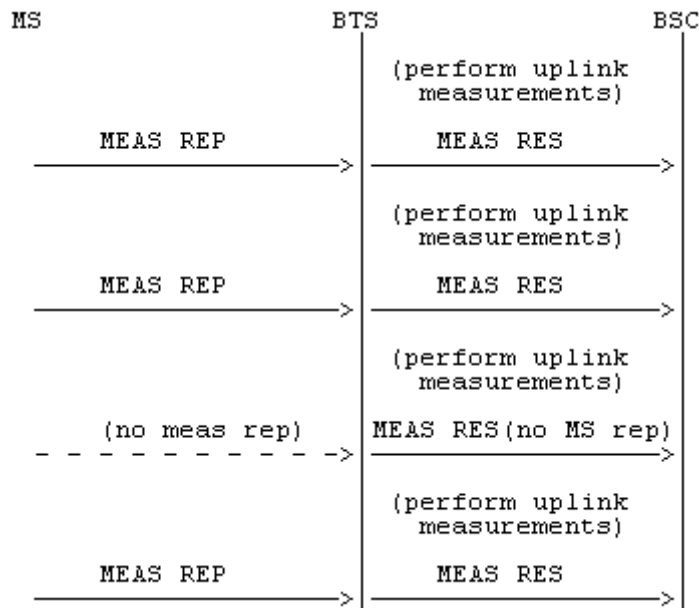 MS BTS BSC
(perform uplink
measurements)
MEAS REP MEAS RES
(perform uplink
measurements)
MEAS REP MEAS RES
(perform uplink
measurements)
(no meas rep) MEAS RES(no MS rep)
(perform uplink
measurements)
MEAS REP MEAS RES